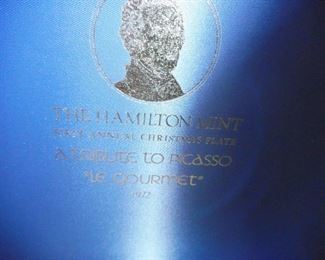 THE HAMILTON MINT
FIRST ANNUAL CHRISTMAS PLATE
A TRIBUTE TO PICASSO
"LE GOURMET"
1972